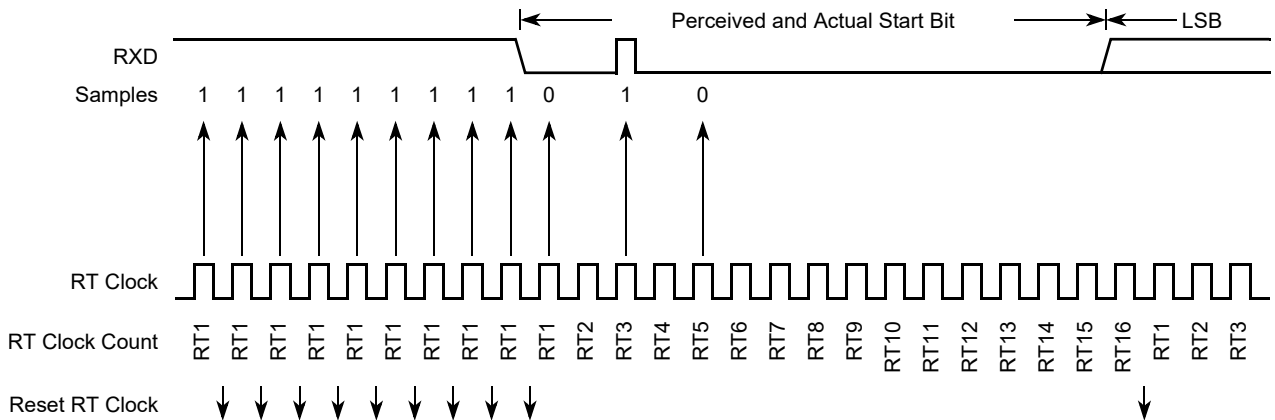 Perceived and Actual Start Bit LSB
RXD
Samples 1 1 1 1 1 1 1 1 1 0 1 0
RT Clock
RT Clock Count RT1 RT1 RT1 RT1 RT1 RT1 RT1 RT1 RT1 RT1 RT2 RT3 RT4 RT5 RT6 RT7 RT8 RT9 RT10 RT11 RT12 RT13 RT14 RT15 RT16 RT1 RT2 RT3
Reset RT Clock